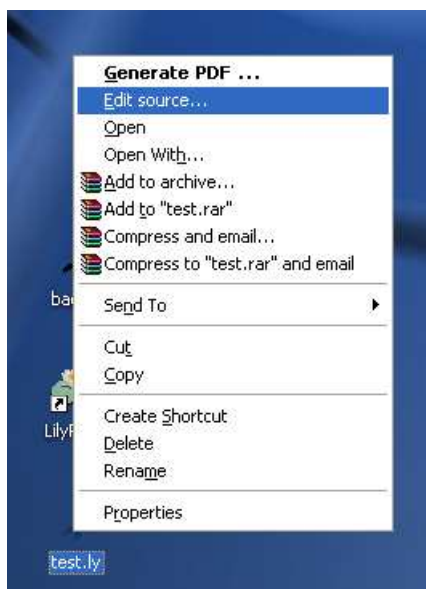 Generate PDF ...
Edit source...
Open
Open With...
Add to archive...
Add to "test.rar"
Compress and email...
Compress to "test.rar" and email
Send To
Cut
Copy
Create Shortcut
Delete
Rename
Properties
test.ly